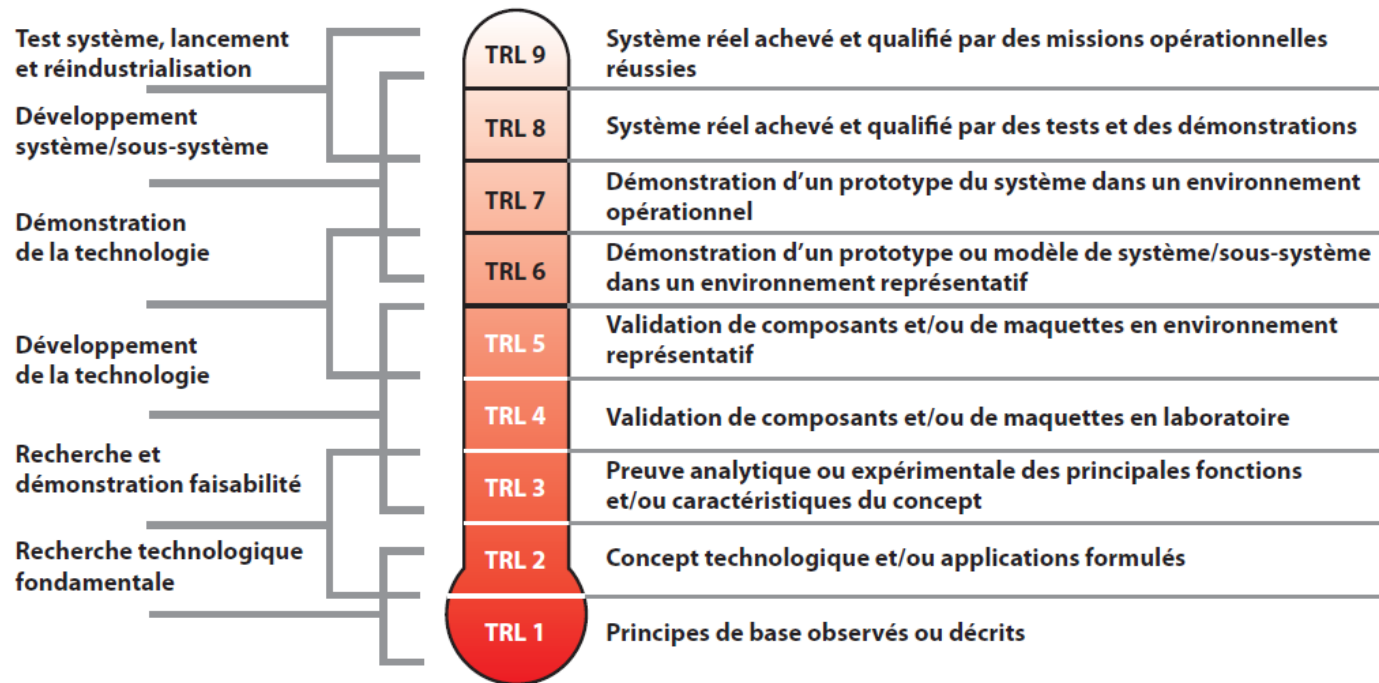 Test système, lancement
et réindustrialisation
Développement
système/sous-système
Démonstration
de la technologie
Développement
de la technologie
Recherche et
démonstration faisabilité
Recherche technologique
fondamentale
TRL 9
Système réel achevé et qualifié par des missions opérationnelles
réussies
TRL 8
Système réel achevé et qualifié par des tests et des démonstrations
TRL 7
Démonstration d’un prototype du système dans un environnement
opérationnel
TRL 6
Démonstration d’un prototype ou modèle de système/sous-système
dans un environnement représentatif
TRL 5
Validation de composants et/ou de maquettes en environnement
représentatif
TRL 4
Validation de composants et/ou de maquettes en laboratoire
TRL 3
Preuve analytique ou expérimentale des principales fonctions
et/ou caractéristiques du concept
TRL 2
Concept technologique et/ou applications formulés
TRL 1
Principes de base observés ou décrits